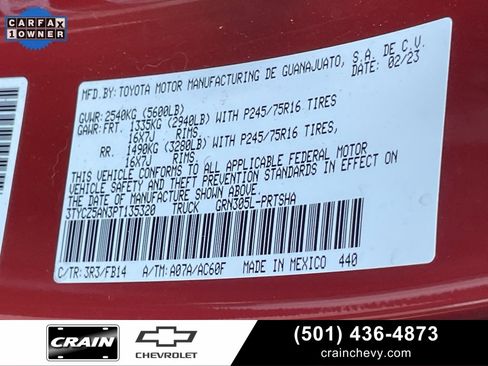 CARFAX
1 OWNER
MFD.BY:TOYOTA MOTOR MANUFACTURING DE GUANAJUATO, S.A. DE C.V.
DATE: 02/23
GVWR:2540KG (5600LB)
GAWR:FRT. 1335KG (2940LB) WITH P245/75R16 TIRES
16X7J RIMS,
RR. 1490KG (3280LB) WITH P245/75R16 TIRES
16X7J RIMS,
THIS VEHICLE CONFORMS TO ALL APPLICABLE FEDERAL MOTOR
VEHICLE SAFETY AND THEFT PREVENTION STANDARDS IN EFFECT ON
THE DATE OF MANUFACTURE SHOWN ABOVE.
3TYCZ5AN3PT135320 TRUCK GRN305L-PRTSHA
C/TR: 3R3/FB14 A/TM: A07A/AC60F MADE IN MEXICO 440
CRAIN
CHEVROLET
(501) 436-4873
crainchevy.com